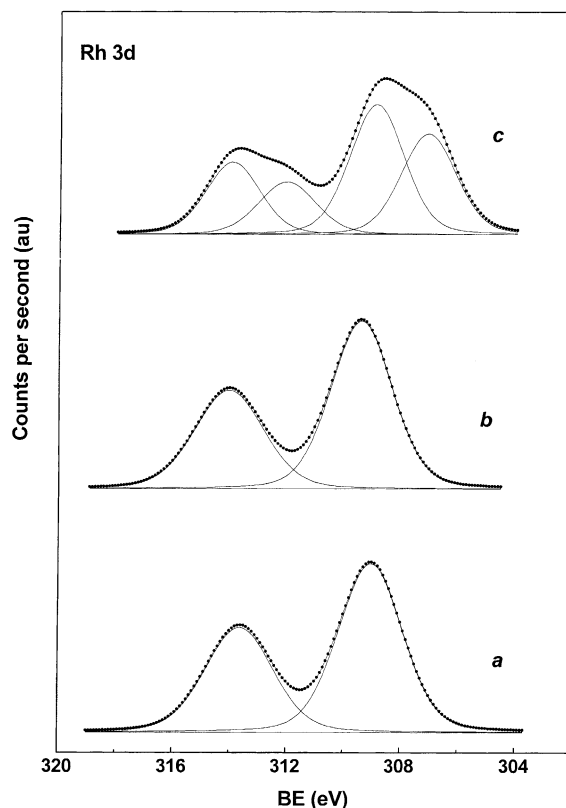 Rh 3d
c
b
a
Counts per second (au)
320 316 312 308 304
BE (eV)